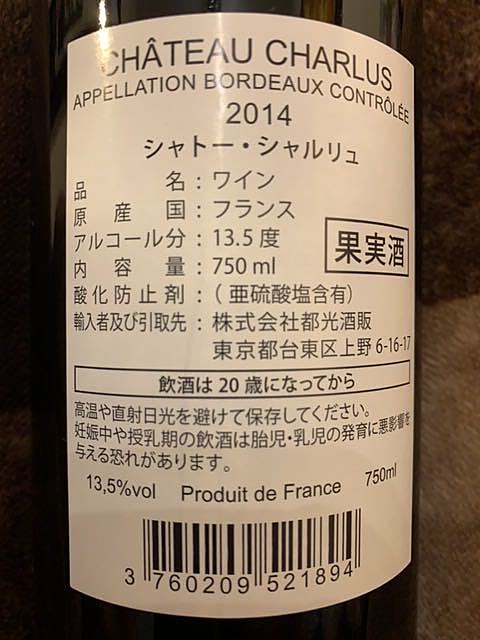 CHÂTEAU CHARLUS
APPELLATION BORDEAUX CONTRÔLÉE
2014
シャトー・シャルリュ
品名：ワイン
原産国：フランス
アルコール分：13.5度
内容量：750 ml
果実酒
酸化防止剤：（亜硫酸塩含有）
輸入者及び引取先：株式会社都光酒販
東京都台東区上野 6-16-17
飲酒は20歳になってから
高温や直射日光を避けて保存してください。
妊娠中や授乳期の飲酒は胎児・乳児の発育に悪影響を
与える恐れがあります。
13,5%vol Produit de France 750ml
3 760209 521894